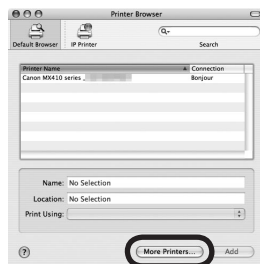 Printer Browser
Default Browser
IP Printer
Search
Printer Name
Connection
Canon MX410 series
Bonjour
Name: No Selection
Location: No Selection
Print Using:
?
More Printers...
Add